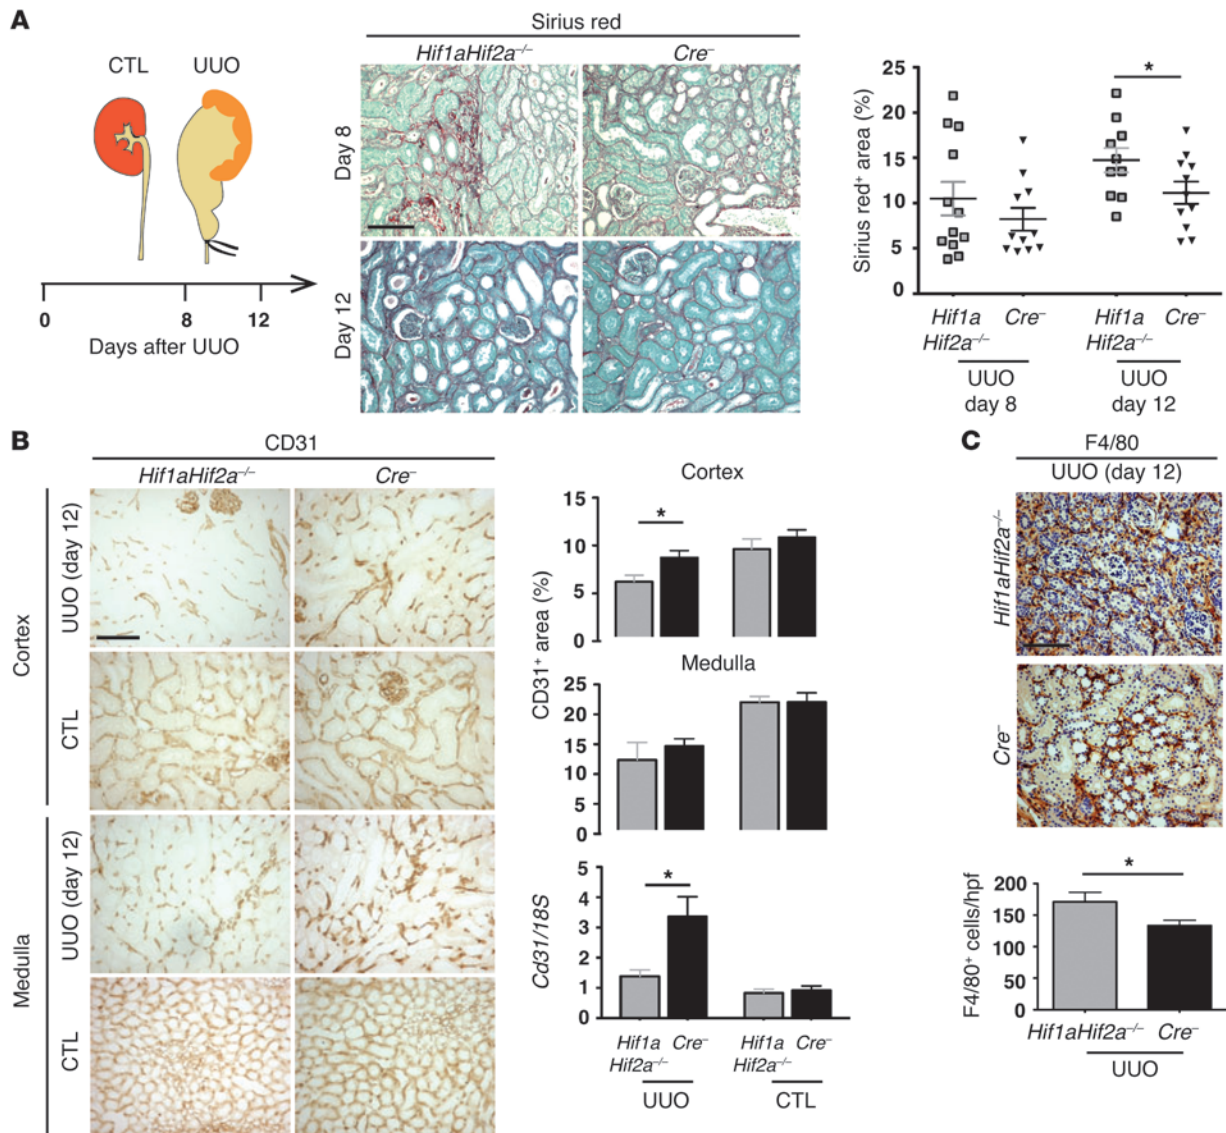 A
CTL
UUO
0
8
12
Days after UUO
Sirius red
Hif1aHif2a⁻/⁻
Cre⁻
Day 8
Day 12
Sirius red⁺ area (%)
25
20
15
10
5
0
*
Hif1a
Hif2a⁻/⁻
Cre⁻
Hif1a
Hif2a⁻/⁻
Cre⁻
UUO
day 8
UUO
day 12
B
CD31
Hif1aHif2a⁻/⁻
Cre⁻
Cortex
UUO (day 12)
CTL
Medulla
UUO (day 12)
CTL
CD31⁺ area (%)
Cortex
15
10
5
0
*
Medulla
25
20
15
10
5
0
Cd31/18S
5
4
3
2
1
0
*
Hif1a
Hif2a⁻/⁻
Cre⁻
Hif1a
Hif2a⁻/⁻
Cre⁻
UUO
CTL
C
F4/80
UUO (day 12)
Hif1aHif2a⁻/⁻
Cre⁻
F4/80⁺ cells/hpf
200
150
100
50
0
*
Hif1aHif2a⁻/⁻
Cre⁻
UUO